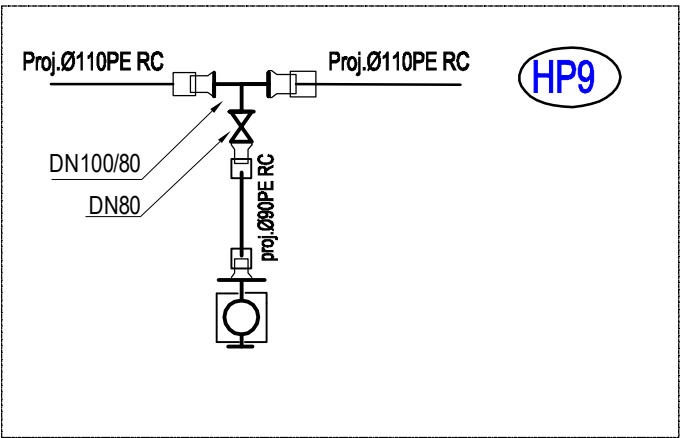 Proj.Ø110PE RC
Proj.Ø110PE RC
HP9
DN100/80
DN80
proj.Ø90PE RC